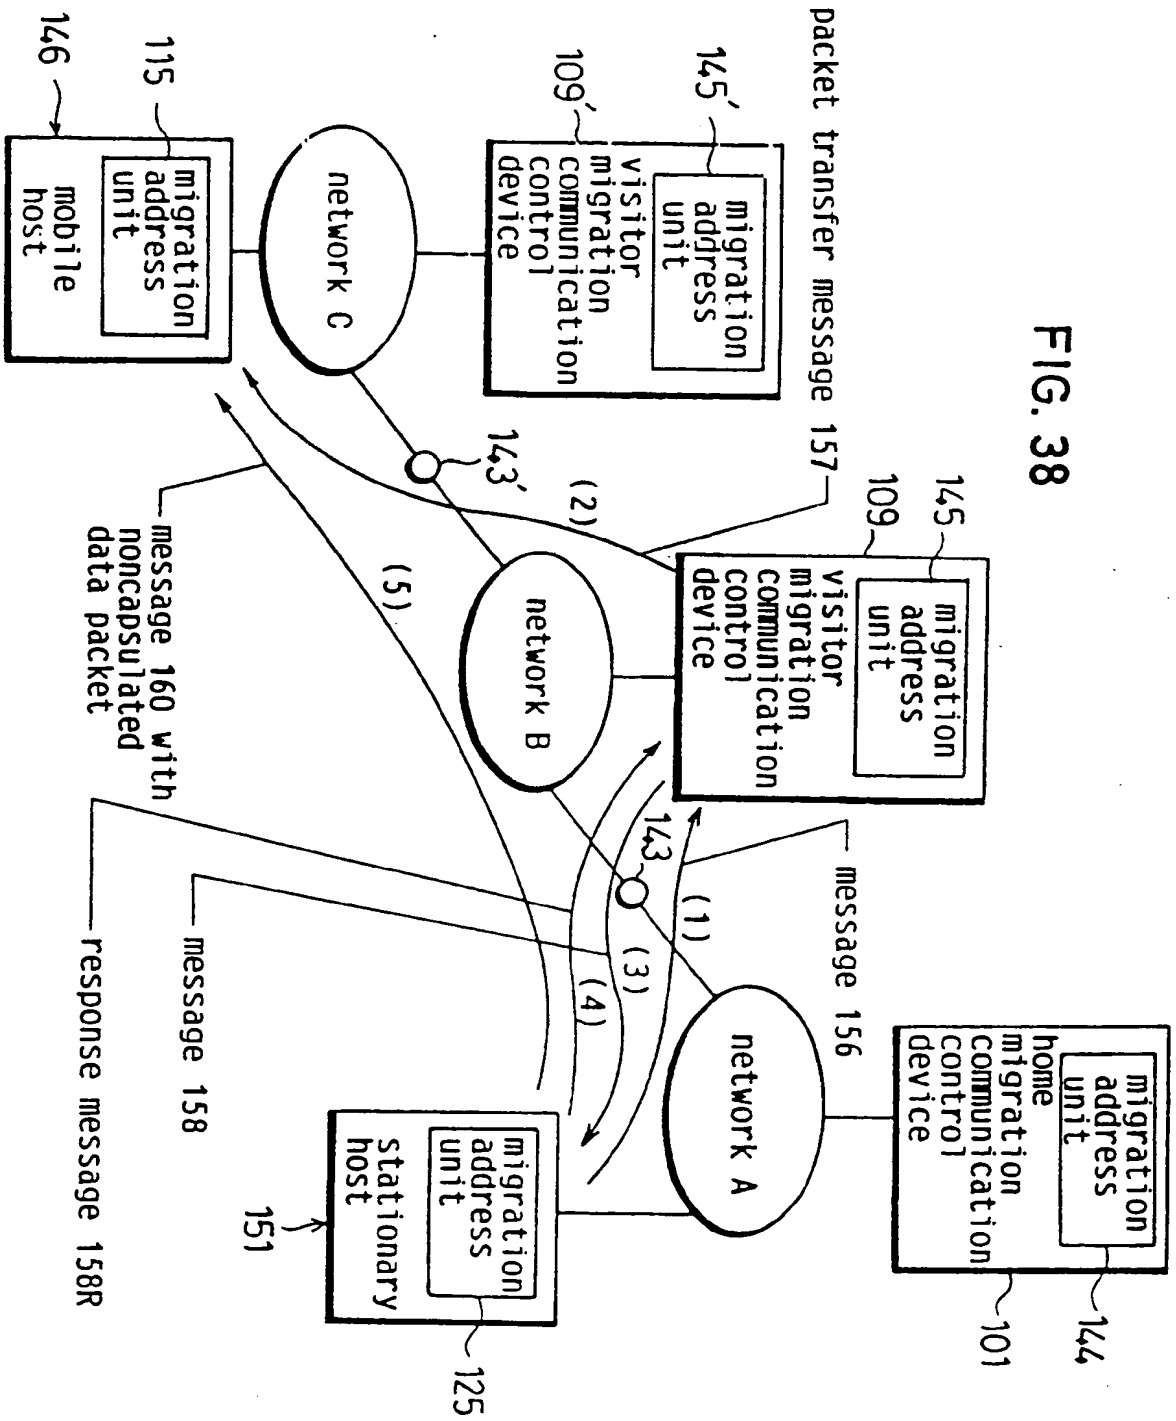 FIG. 38
packet transfer message 157
145'
migration
address
unit
109'
visitor
migration
communication
control
device
115
migration
address
unit
146
mobile
host
network C
143'
145
migration
address
unit
109
visitor
migration
communication
control
device
(2)
network B
143
(1)
message 156
(3)
(4)
(5)
message 160 with
noncapsulated
data packet
message 158
response message 158R
144
migration
address
unit
101
home
migration
communication
control
device
network A
125
migration
address
unit
151
stationary
host